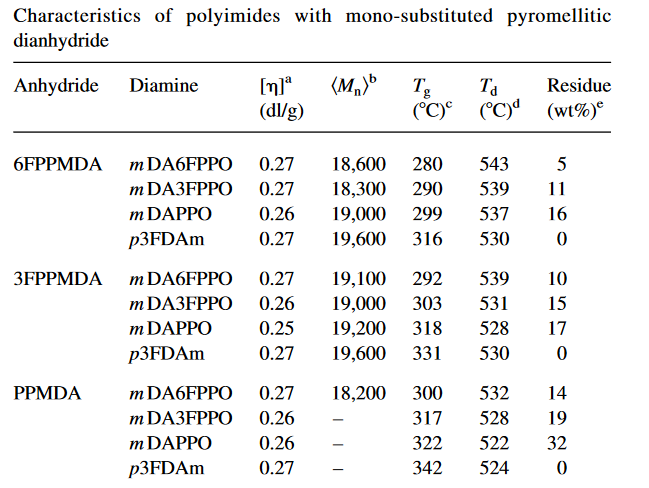 Characteristics of polyimides with mono-substituted pyromellitic
dianhydride
Anhydride Diamine [η]a ⟨Mn⟩b Tg Td Residue
(dl/g) (°C)c (°C)d (wt%)e
6FPPMDA mDA6FPPO 0.27 18,600 280 543 5
mDA3FPPO 0.27 18,300 290 539 11
mDAPPO 0.26 19,000 299 537 16
p3FDAm 0.27 19,600 316 530 0
3FPPMDA mDA6FPPO 0.27 19,100 292 539 10
mDA3FPPO 0.26 19,000 303 531 15
mDAPPO 0.25 19,200 318 528 17
p3FDAm 0.27 19,600 331 530 0
PPMDA mDA6FPPO 0.27 18,200 300 532 14
mDA3FPPO 0.26 – 317 528 19
mDAPPO 0.26 – 322 522 32
p3FDAm 0.27 – 342 524 0